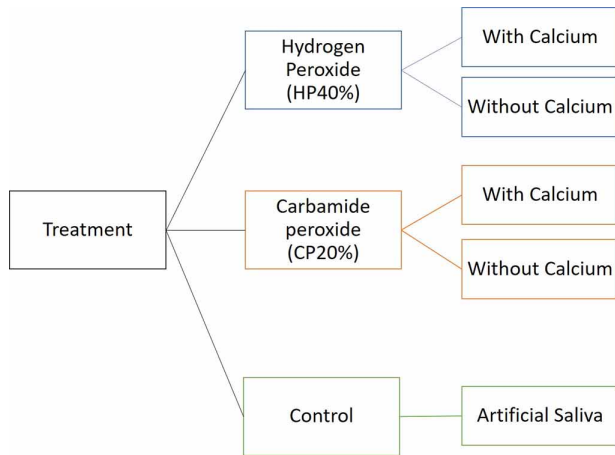 Treatment
Hydrogen
Peroxide
(HP40%)
With Calcium
Without Calcium
Carbamide
peroxide
(CP20%)
With Calcium
Without Calcium
Control
Artificial Saliva